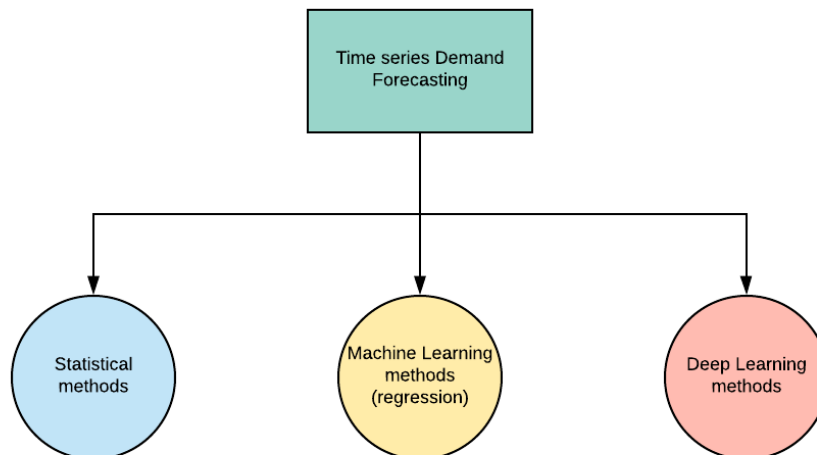 Time series Demand
Forecasting
Statistical
methods
Machine Learning
methods
(regression)
Deep Learning
methods